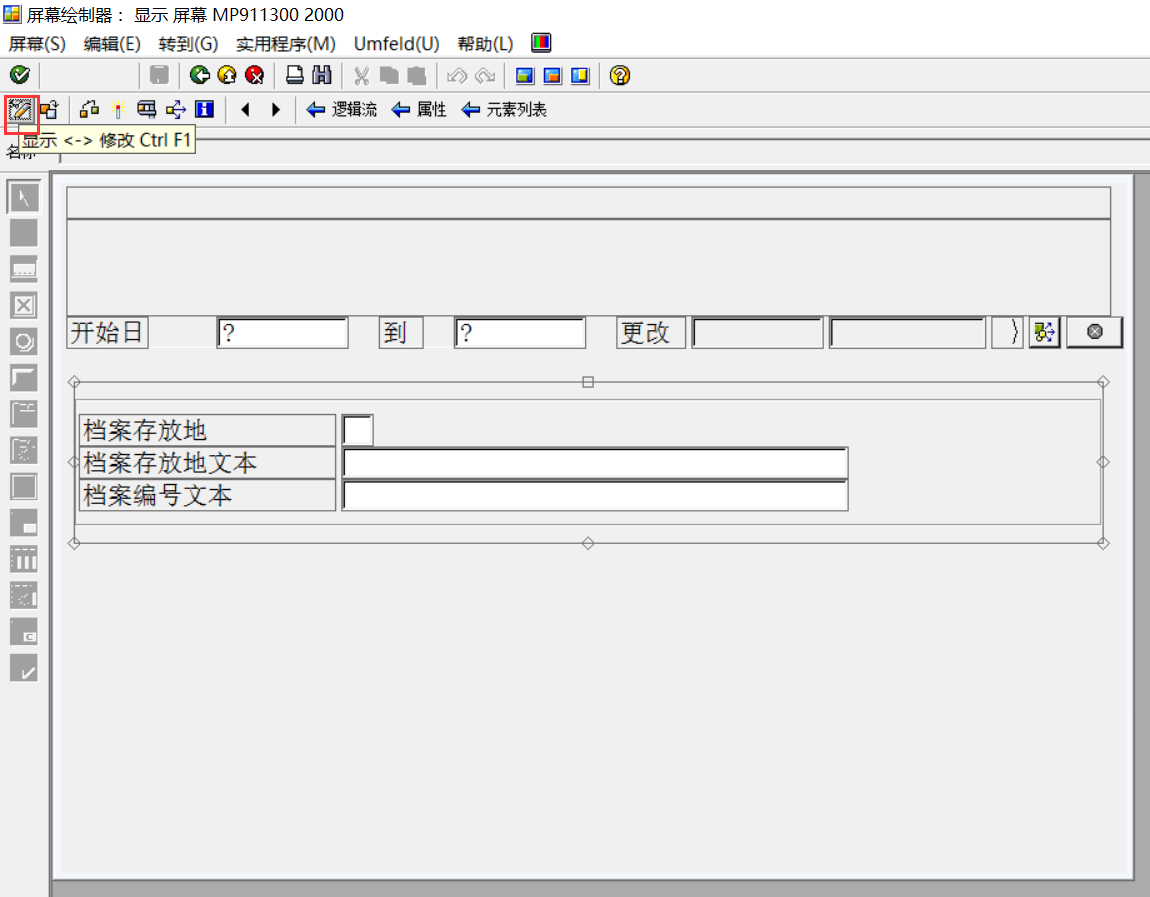 屏幕绘制器： 显示 屏幕 MP911300 2000
屏幕(S) 编辑(E) 转到(G) 实用程序(M) Umfeld(U) 帮助(L)
逻辑流 属性 元素列表
显示 <-> 修改 Ctrl F1
名称
开始日 ? 到 ? 更改
档案存放地
档案存放地文本
档案编号文本